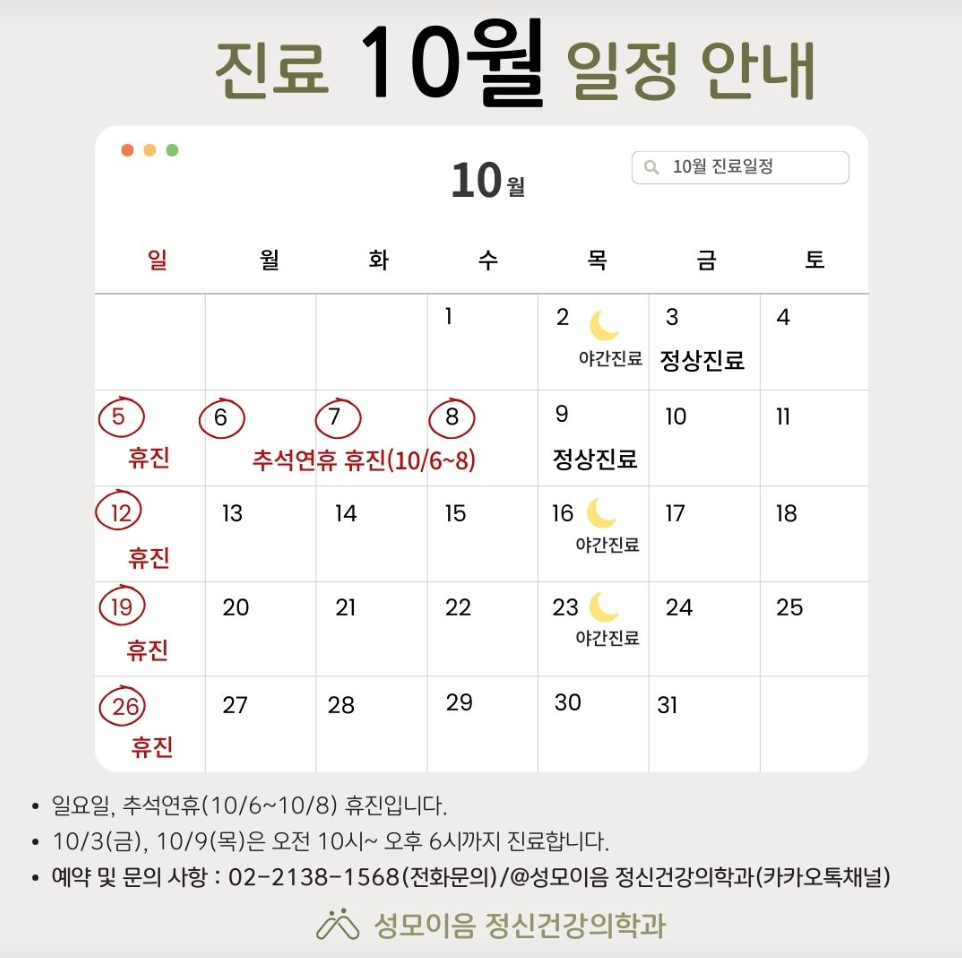 진료 10월 일정 안내
10월
10월 진료일정
일 월 화 수 목 금 토
1 2 3 4
야간진료 정상진료
5 6 7 8 9 10 11
휴진 추석연휴 휴진(10/6~8) 정상진료
12 13 14 15 16 17 18
휴진 야간진료
19 20 21 22 23 24 25
휴진 야간진료
26 27 28 29 30 31
휴진
• 일요일, 추석연휴(10/6~10/8) 휴진입니다.
• 10/3(금), 10/9(목)은 오전 10시~ 오후 6시까지 진료합니다.
• 예약 및 문의 사항 : 02-2138-1568(전화문의)/@성모이음 정신건강의학과(카카오톡채널)
성모이음 정신건강의학과